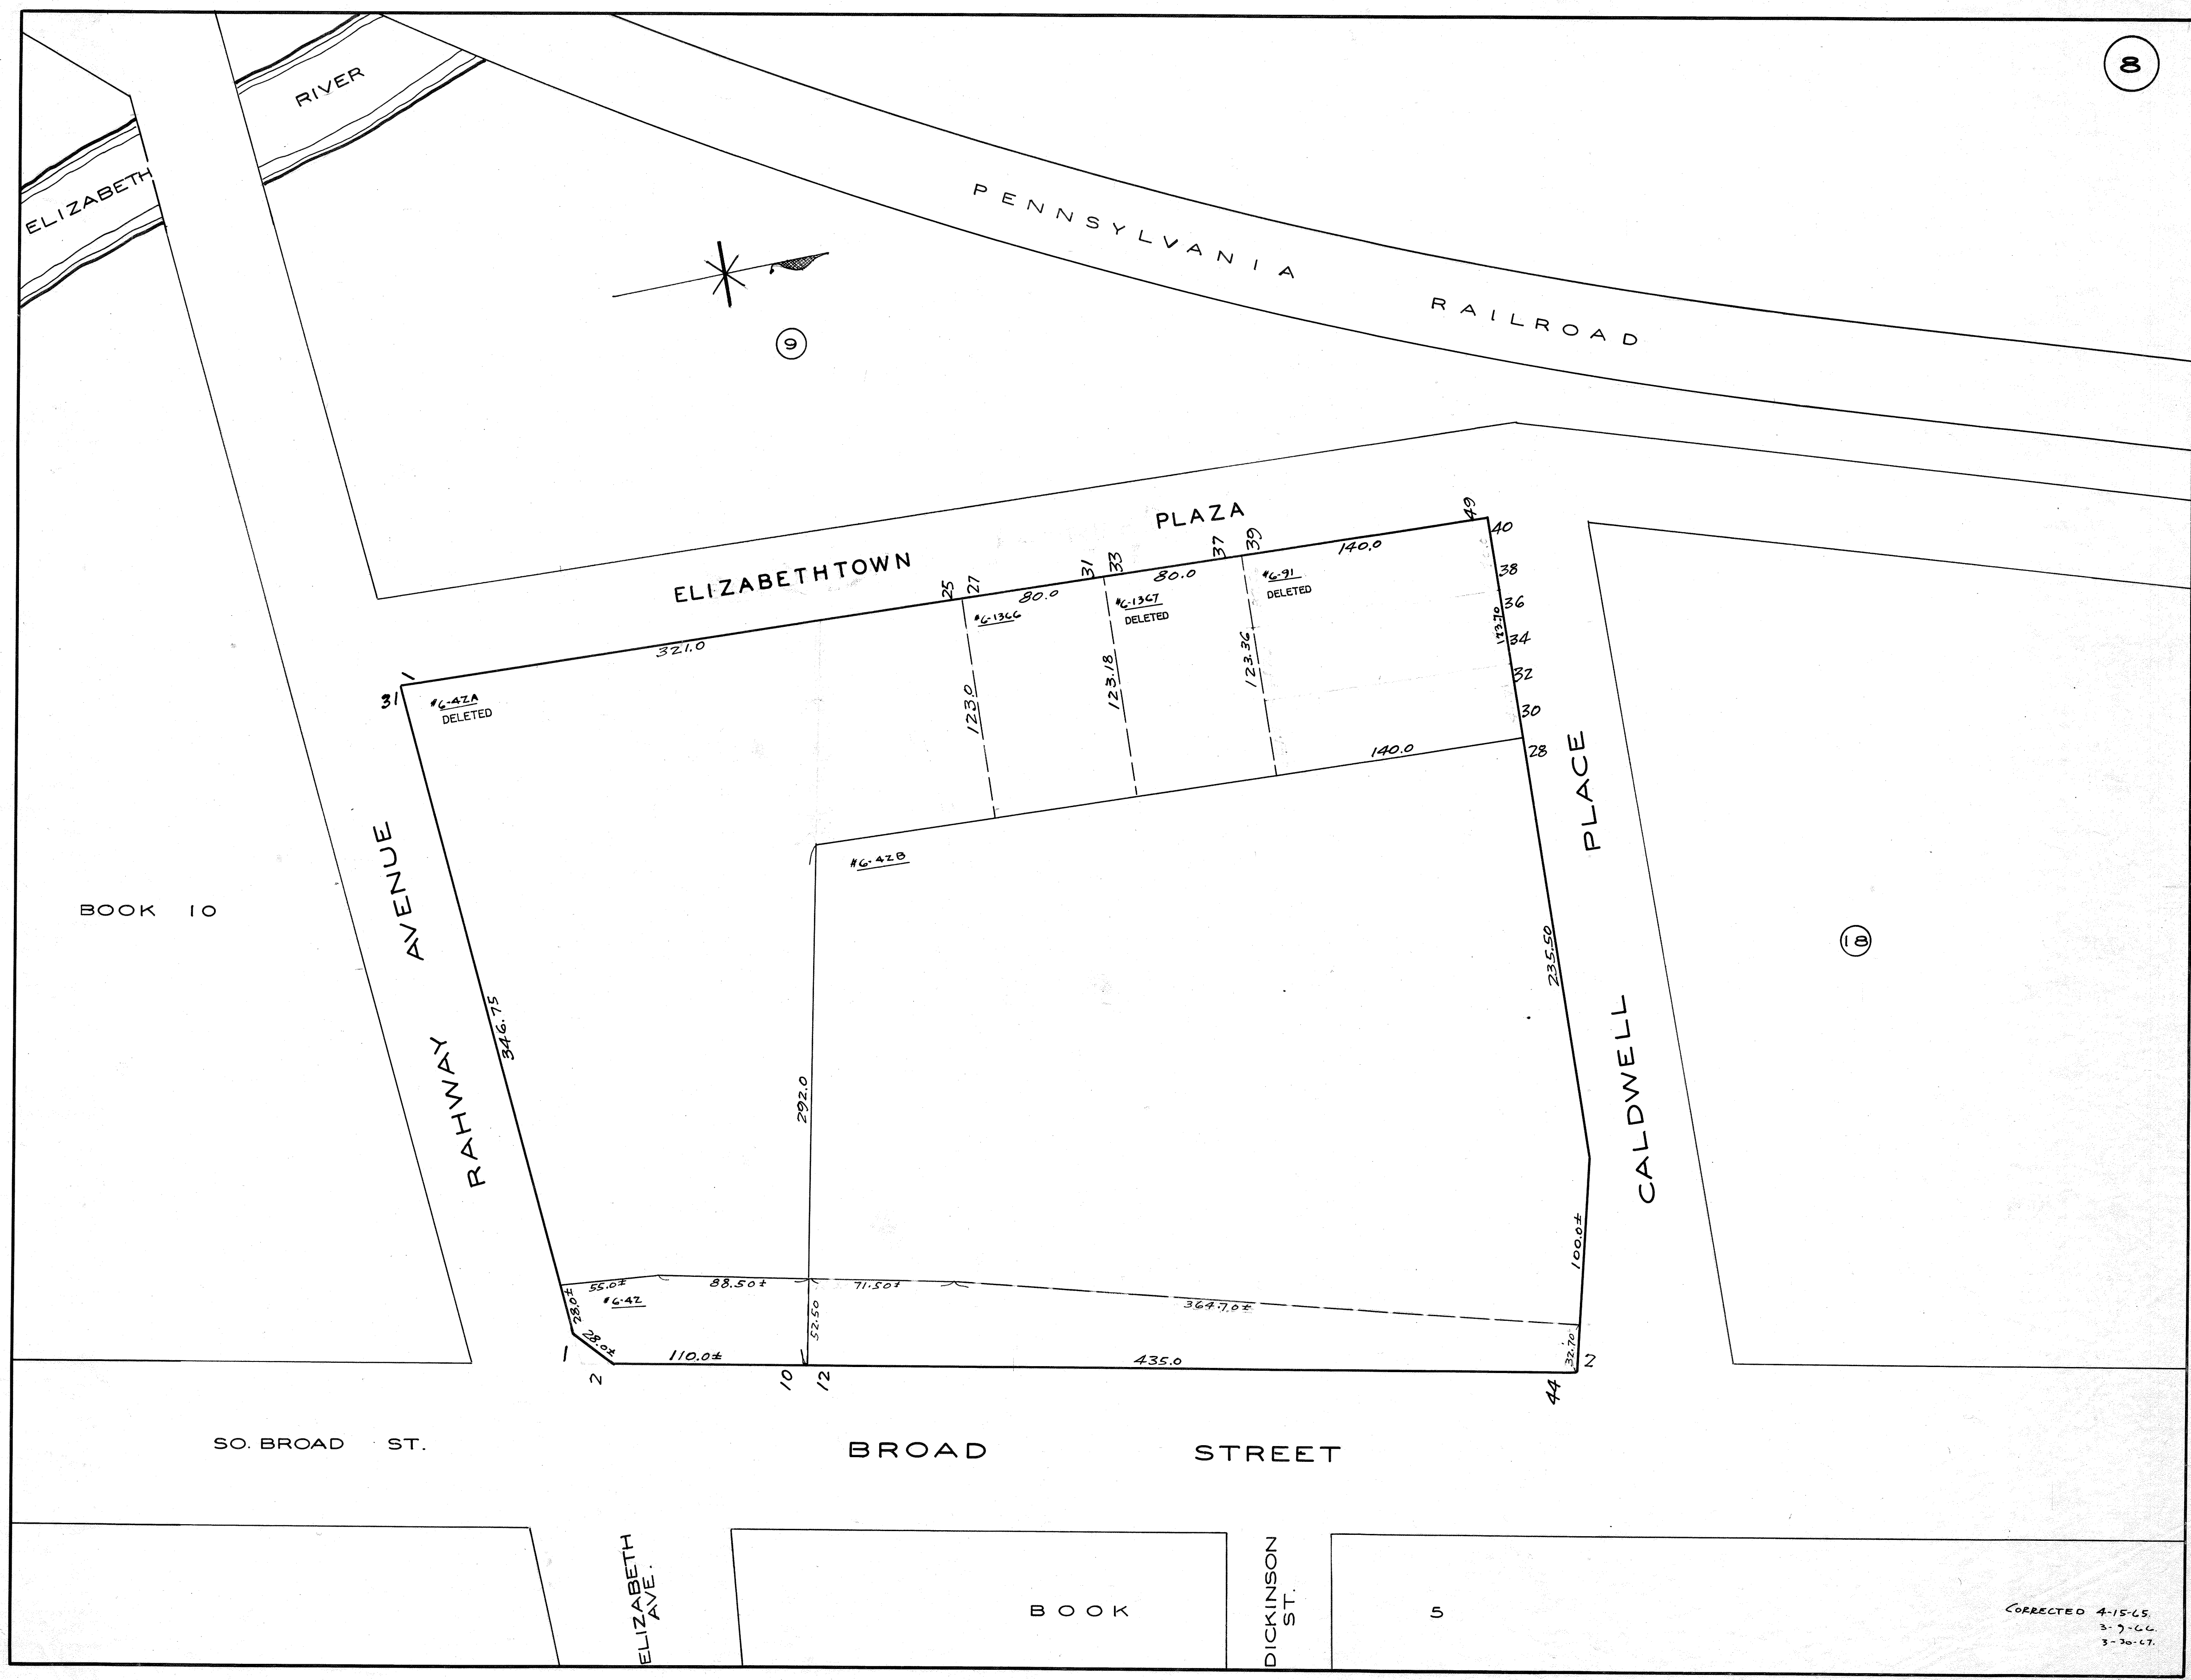 8
RIVER
ELIZABETH
PENNSYLVANIA RAILROAD
9
ELIZABETHTOWN PLAZA
49
40
38
36
34
32
30
28
123.70
25
27
31
33
37
39
80.0
80.0
140.0
321.0
#6-1366
#6-1367
DELETED
#6-91
DELETED
31
1
#6-42A
DELETED
123.0
123.18
123.36
140.0
#6-42B
RAHWAY AVENUE
346.75
BOOK 10
CALDWELL PLACE
235.50
18
292.0
100.0±
55.0±
88.50±
71.50±
364.70±
#6-42
28.0±
28.0±
52.50
32.70
110.0±
435.0
1
2
10
12
44
2
SO. BROAD ST.
BROAD STREET
ELIZABETH
AVE.
BOOK 5
DICKINSON
ST.
CORRECTED 4-15-65.
3-9-66.
3-30-67.